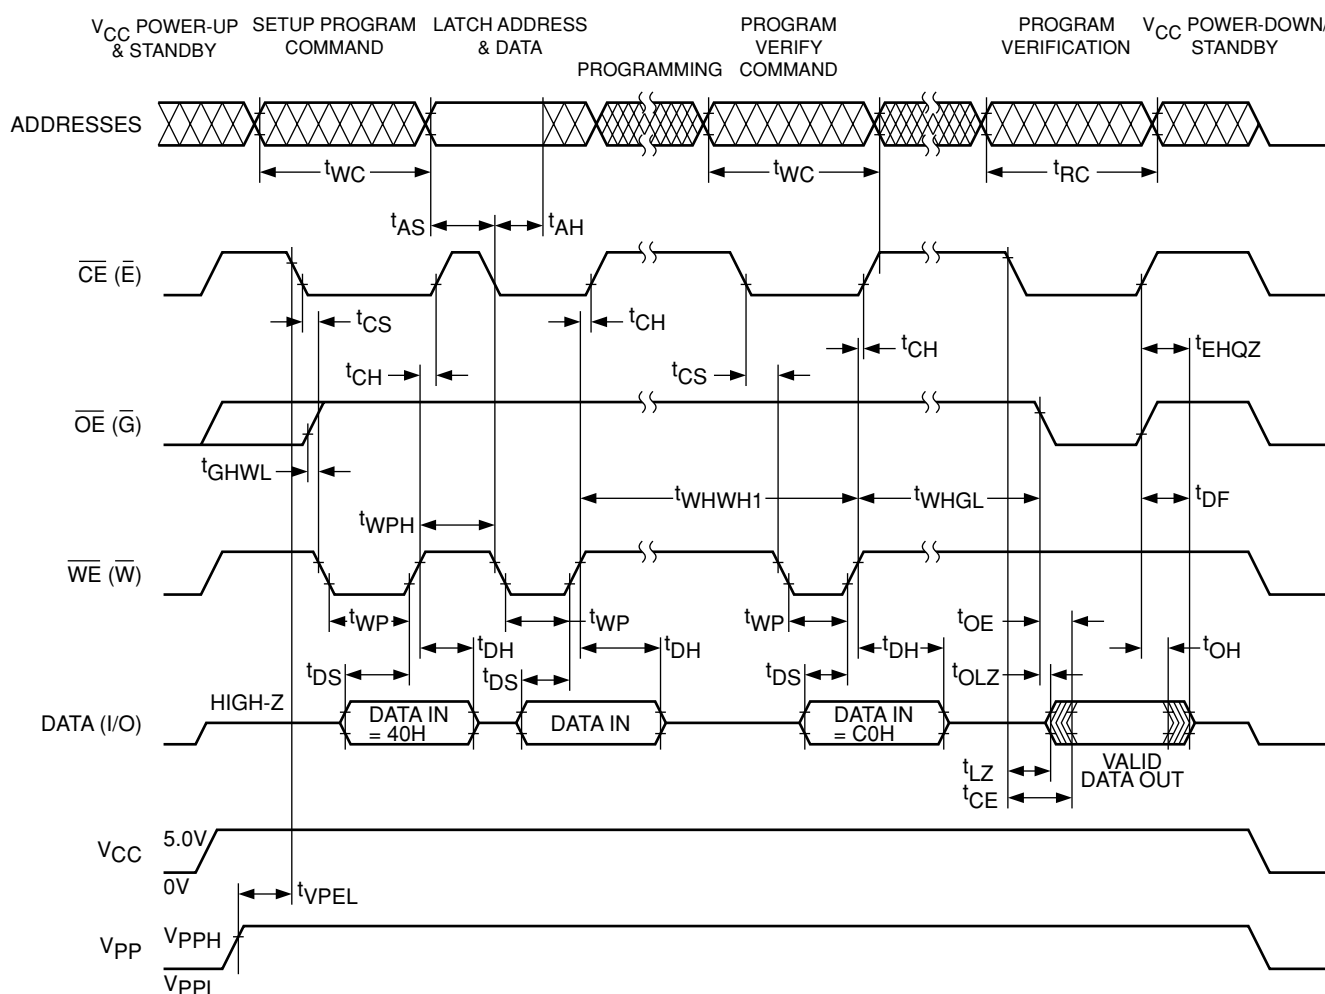 VCC POWER-UP
& STANDBY
SETUP PROGRAM
COMMAND
LATCH ADDRESS
& DATA
PROGRAMMING
PROGRAM
VERIFY
COMMAND
PROGRAM
VERIFICATION
VCC POWER-DOWN/
STANDBY
ADDRESSES
tWC
tWC
tRC
tAS
tAH
CE (E)
tCS
tCH
tCH
tEHQZ
tCH
tCS
OE (G)
tGHWL
tWHWH1
tWHGL
tDF
tWPH
WE (W)
tWP
tWP
tWP
tOE
tDH
tDH
tDH
tOH
tDS
tDS
tDS
tOLZ
HIGH-Z
DATA (I/O)
DATA IN
= 40H
DATA IN
DATA IN
= C0H
VALID
DATA OUT
tLZ
tCE
VCC
5.0V
0V
tVPEL
VPP
VPPH
VPPL